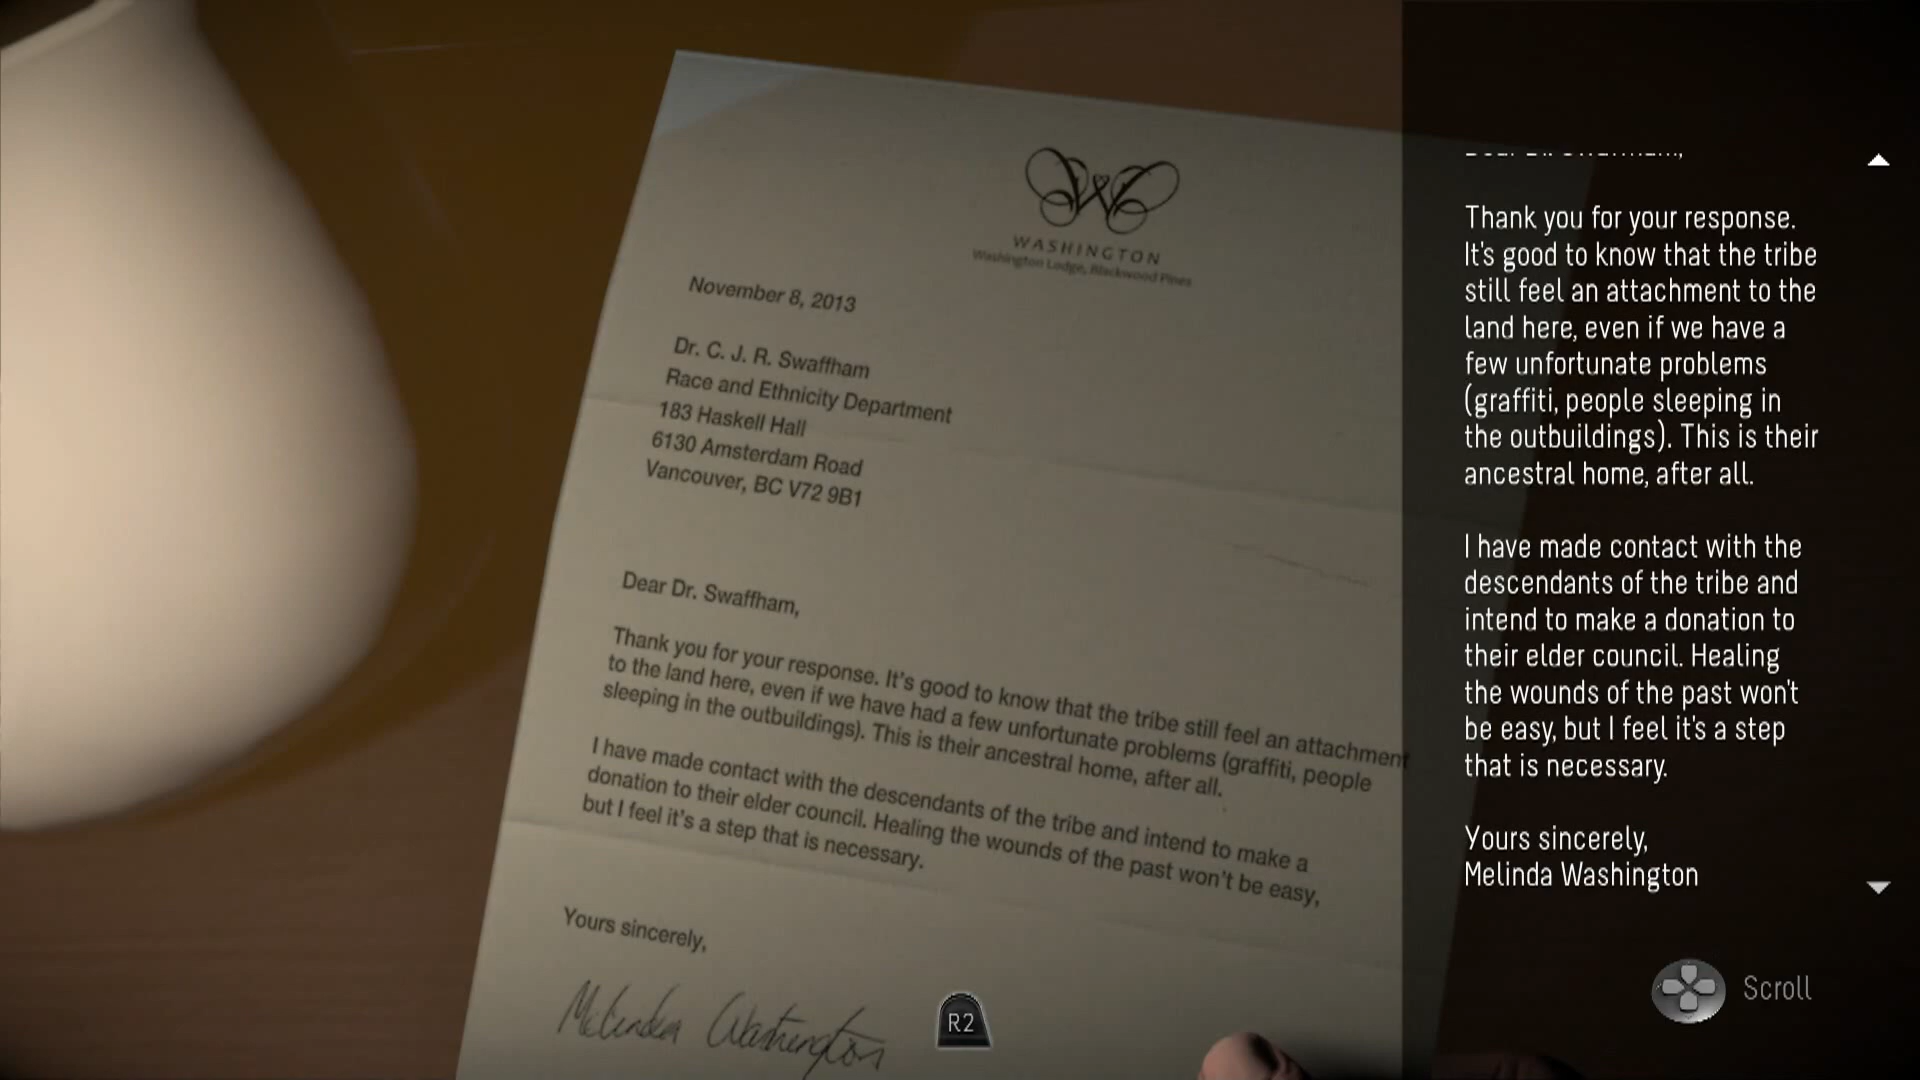 WASHINGTON
Washington Lodge, Blackwood Pines
November 8, 2013
Dr. C. J. R. Swaffham
Race and Ethnicity Department
183 Haskell Hall
6130 Amsterdam Road
Vancouver, BC V72 9B1
Dear Dr. Swaffham,
Thank you for your response. It's good to know that the tribe still feel an attachment
to the land here, even if we have had a few unfortunate problems (graffiti, people
sleeping in the outbuildings). This is their ancestral home, after all.
I have made contact with the descendants of the tribe and intend to make a
donation to their elder council. Healing the wounds of the past won't be easy,
but I feel it's a step that is necessary.
Yours sincerely,
Melinda Washington
R2
Dear Dr. Swaffham,
Thank you for your response.
It's good to know that the tribe
still feel an attachment to the
land here, even if we have a
few unfortunate problems
(graffiti, people sleeping in
the outbuildings). This is their
ancestral home, after all.
I have made contact with the
descendants of the tribe and
intend to make a donation to
their elder council. Healing
the wounds of the past won't
be easy, but I feel it's a step
that is necessary.
Yours sincerely,
Melinda Washington
Scroll